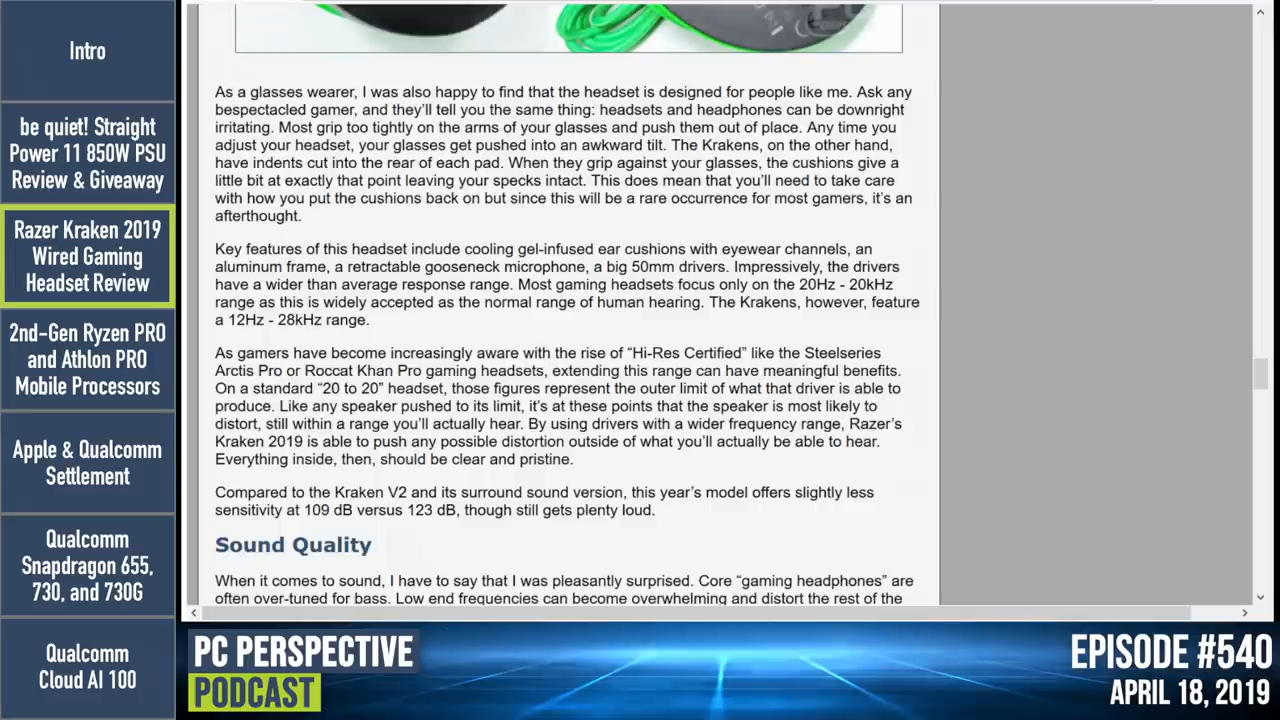 Intro
be quiet! Straight
Power 11 850W PSU
Review & Giveaway
Razer Kraken 2019
Wired Gaming
Headset Review
2nd-Gen Ryzen PRO
and Athlon PRO
Mobile Processors
Apple & Qualcomm
Settlement
Qualcomm
Snapdragon 655,
730, and 730G
Qualcomm
Cloud AI 100
As a glasses wearer, I was also happy to find that the headset is designed for people like me. Ask any
bespectacled gamer, and they'll tell you the same thing: headsets and headphones can be downright
irritating. Most grip too tightly on the arms of your glasses and push them out of place. Any time you
adjust your headset, your glasses get pushed into an awkward tilt. The Krakens, on the other hand,
have indents cut into the rear of each pad. When they grip against your glasses, the cushions give a
little bit at exactly that point leaving your specks intact. This does mean that you'll need to take care
with how you put the cushions back on but since this will be a rare occurrence for most gamers, it's an
afterthought.
Key features of this headset include cooling gel-infused ear cushions with eyewear channels, an
aluminum frame, a retractable gooseneck microphone, a big 50mm drivers. Impressively, the drivers
have a wider than average response range. Most gaming headsets focus only on the 20Hz - 20kHz
range as this is widely accepted as the normal range of human hearing. The Krakens, however, feature
a 12Hz - 28kHz range.
As gamers have become increasingly aware with the rise of “Hi-Res Certified” like the Steelseries
Arctis Pro or Roccat Khan Pro gaming headsets, extending this range can have meaningful benefits.
On a standard “20 to 20” headset, those figures represent the outer limit of what that driver is able to
produce. Like any speaker pushed to its limit, it's at these points that the speaker is most likely to
distort, still within a range you'll actually hear. By using drivers with a wider frequency range, Razer's
Kraken 2019 is able to push any possible distortion outside of what you'll actually be able to hear.
Everything inside, then, should be clear and pristine.
Compared to the Kraken V2 and its surround sound version, this year's model offers slightly less
sensitivity at 109 dB versus 123 dB, though still gets plenty loud.
Sound Quality
When it comes to sound, I have to say that I was pleasantly surprised. Core “gaming headphones” are
often over-tuned for bass. Low end frequencies can become overwhelming and distort the rest of the
PC PERSPECTIVE
PODCAST
EPISODE #540
APRIL 18, 2019